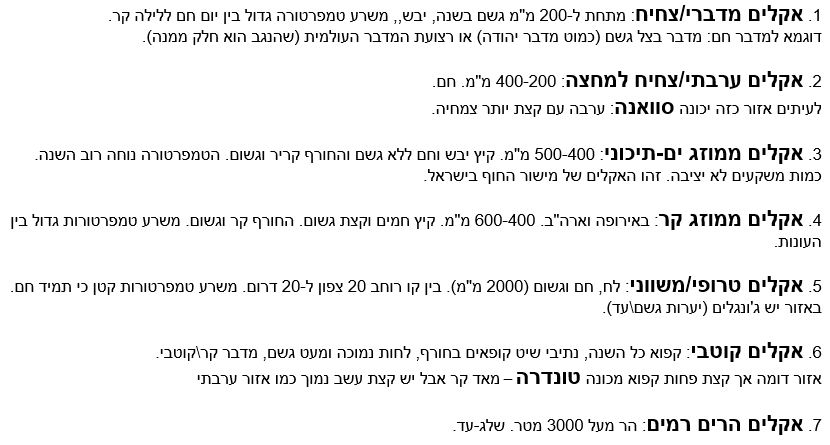 1. אקלים מדברי/צחיח: מתחת ל-200 מ"מ גשם בשנה, יבש,, משרע טמפרטורה גדול בין יום חם ללילה קר.
דוגמא למדבר חם: מדבר בצל גשם (כמוט מדבר יהודה) או רצועת המדבר העולמית (שהנגב הוא חלק ממנה).
2. אקלים ערבתי/צחיח למחצה: 400-200 מ"מ. חם.
לעיתים אזור כזה יכונה סוואנה: ערבה עם קצת יותר צמחיה.
3. אקלים ממוזג ים-תיכוני: 500-400 מ"מ. קיץ יבש וחם ללא גשם והחורף קריר וגשום. הטמפרטורה נוחה רוב השנה.
כמות משקעים לא יציבה. זהו האקלים של מישור החוף בישראל.
4. אקלים ממוזג קר: באירופה וארה"ב. 600-400 מ"מ. קיץ חמים וקצת גשום. החורף קר וגשום. משרע טמפרטורות גדול בין
העונות.
5. אקלים טרופי/משווני: לח, חם וגשום (2000 מ"מ). בין קו רוחב 20 צפון ל-20 דרום. משרע טמפרטורות קטן כי תמיד חם.
באזור יש ג'ונגלים (יערות גשם\עד).
6. אקלים קוטבי: קפוא כל השנה, נתיבי שיט קופאים בחורף, לחות נמוכה ומעט גשם, מדבר קר\קוטבי.
אזור דומה אך קצת פחות קפוא מכונה טונדרה – מאד קר אבל יש קצת עשב נמוך כמו אזור ערבתי
7. אקלים הרים רמים: הר מעל 3000 מטר. שלג-עד.